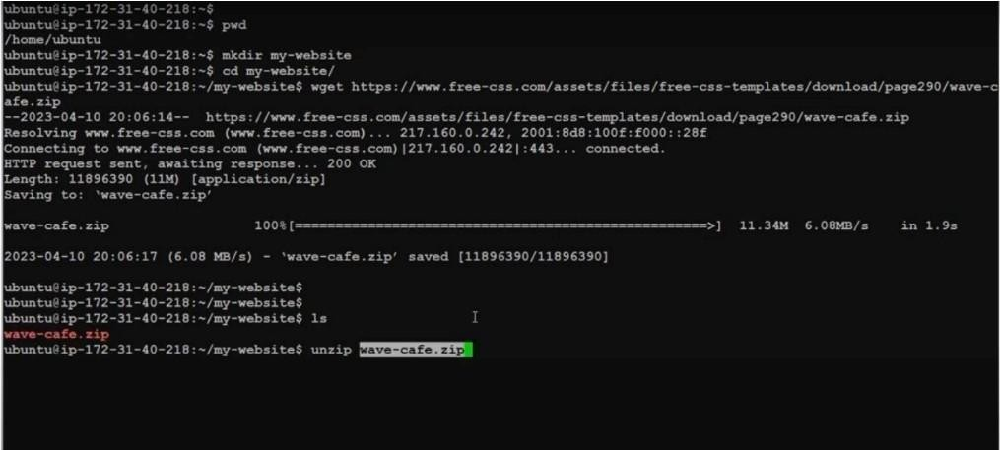 ubuntu@ip-172-31-40-218:~$
ubuntu@ip-172-31-40-218:~$ pwd
/home/ubuntu
ubuntu@ip-172-31-40-218:~$ mkdir my-website
ubuntu@ip-172-31-40-218:~$ cd my-website/
ubuntu@ip-172-31-40-218:~/my-website$ wget https://www.free-css.com/assets/files/free-css-templates/download/page290/wave-c
afe.zip
--2023-04-10 20:06:14--  https://www.free-css.com/assets/files/free-css-templates/download/page290/wave-cafe.zip
Resolving www.free-css.com (www.free-css.com)... 217.160.0.242, 2001:8d8:100f:f000::28f
Connecting to www.free-css.com (www.free-css.com)|217.160.0.242|:443... connected.
HTTP request sent, awaiting response... 200 OK
Length: 11896390 (11M) [application/zip]
Saving to: ‘wave-cafe.zip’
wave-cafe.zip 100%[===================================================>] 11.34M 6.08MB/s in 1.9s
2023-04-10 20:06:17 (6.08 MB/s) - ‘wave-cafe.zip’ saved [11896390/11896390]
ubuntu@ip-172-31-40-218:~/my-website$
ubuntu@ip-172-31-40-218:~/my-website$
ubuntu@ip-172-31-40-218:~/my-website$ ls
wave-cafe.zip
ubuntu@ip-172-31-40-218:~/my-website$ unzip wave-cafe.zip